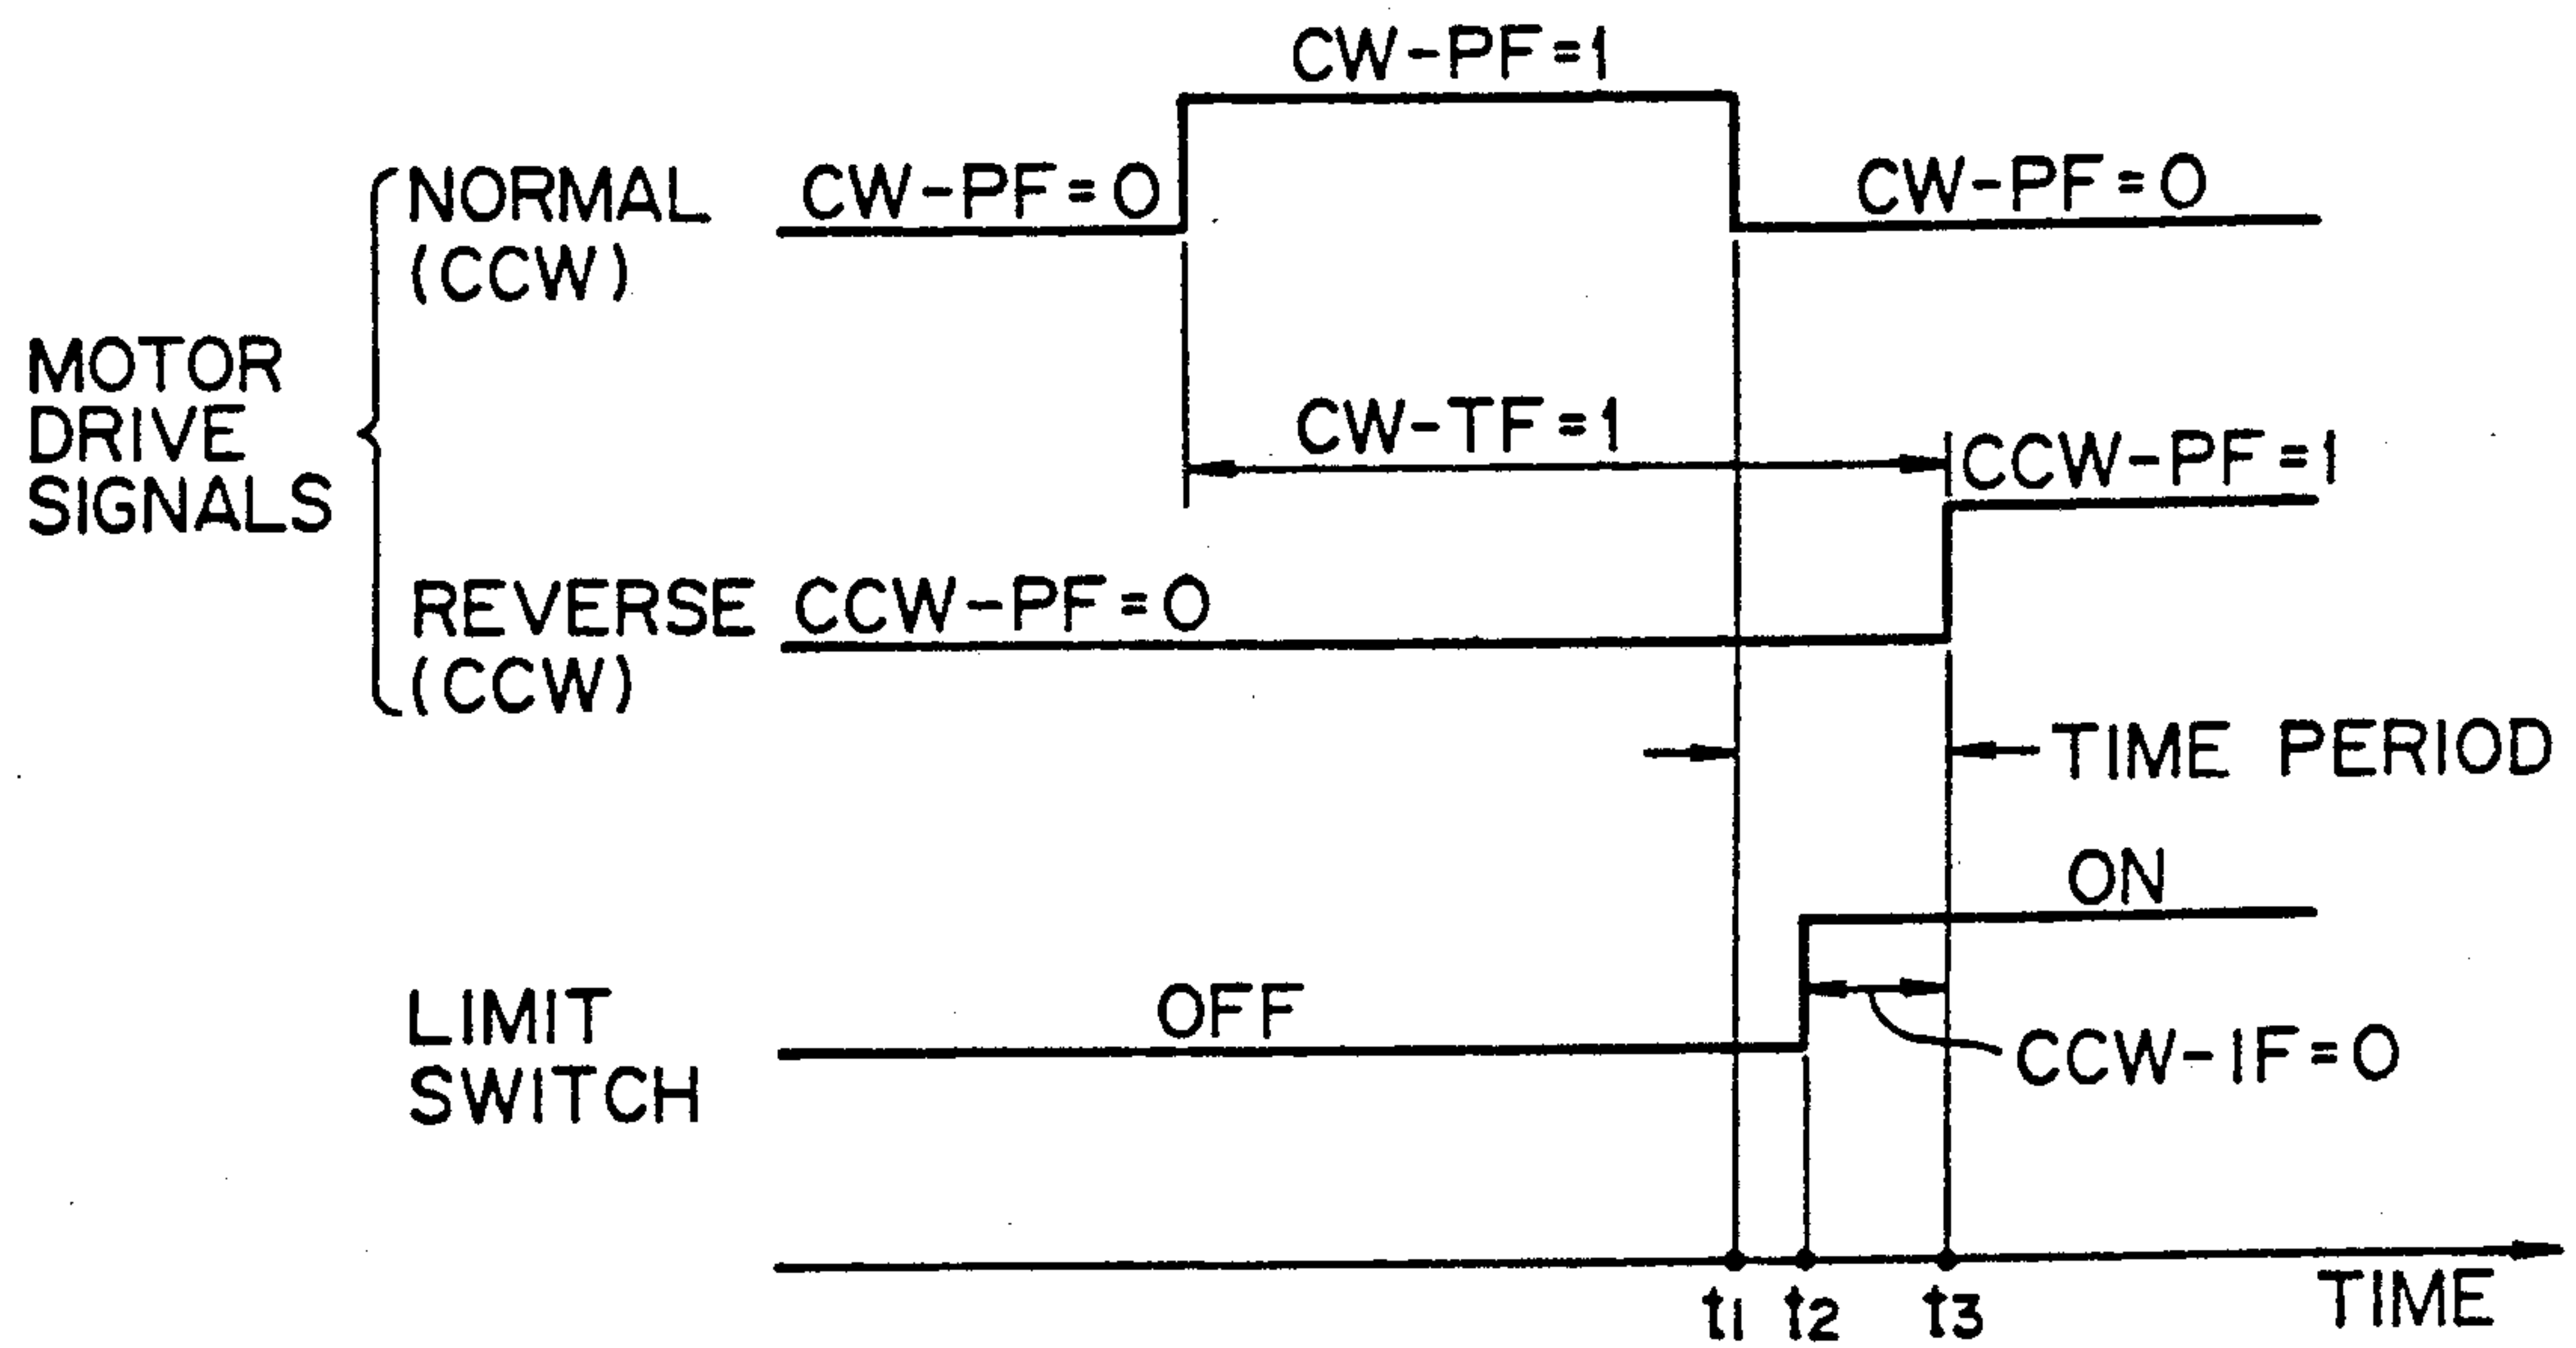 CW-PF=1
CW-PF=0
CW-PF=0
NORMAL
(CCW)
MOTOR
DRIVE
SIGNALS
CW-TF=1
CCW-PF=1
REVERSE
(CCW)
CCW-PF=0
TIME PERIOD
ON
OFF
LIMIT
SWITCH
CCW-IF=0
t1 t2 t3
TIME